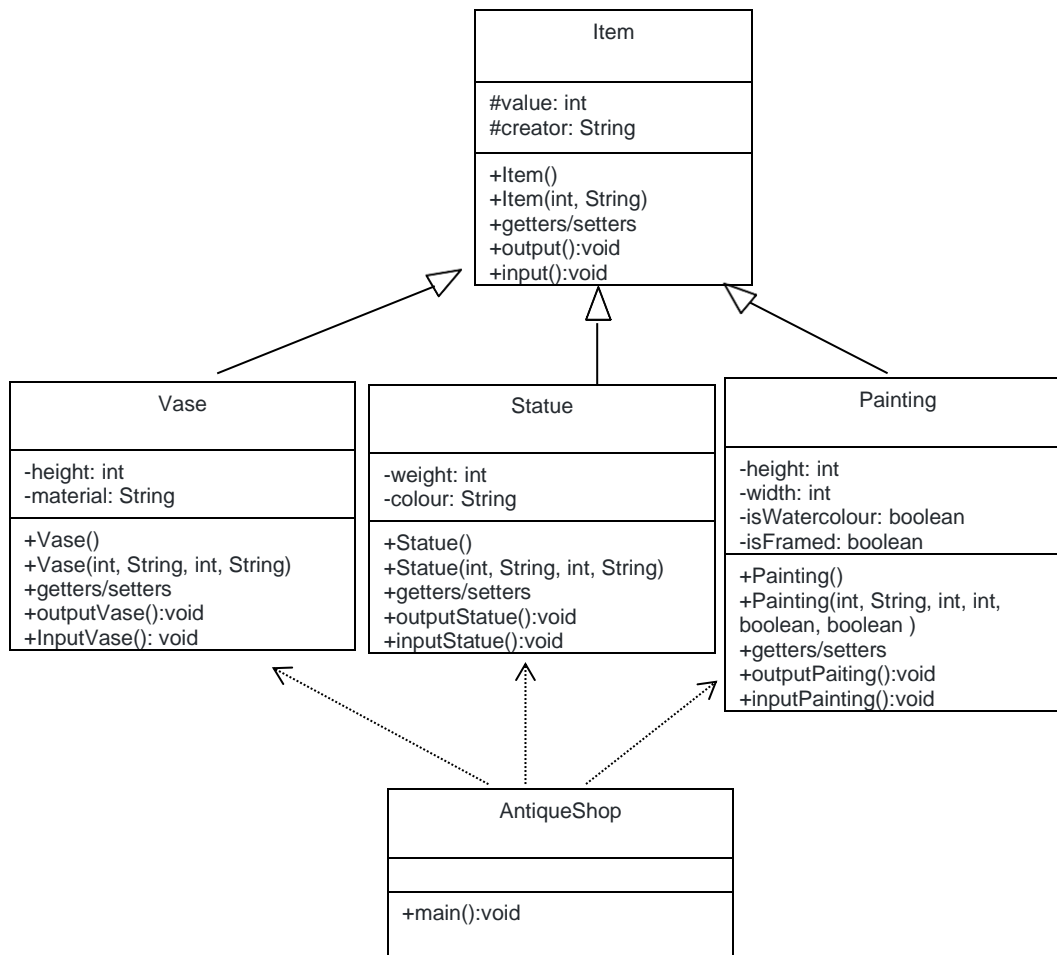 Item
#value: int
#creator: String
+Item()
+Item(int, String)
+getters/setters
+output():void
+input():void
Vase
-height: int
-material: String
+Vase()
+Vase(int, String, int, String)
+getters/setters
+outputVase():void
+InputVase(): void
Statue
-weight: int
-colour: String
+Statue()
+Statue(int, String, int, String)
+getters/setters
+outputStatue():void
+inputStatue():void
Painting
-height: int
-width: int
-isWatercolour: boolean
-isFramed: boolean
+Painting()
+Painting(int, String, int, int,
boolean, boolean )
+getters/setters
+outputPaiting():void
+inputPainting():void
AntiqueShop
+main():void